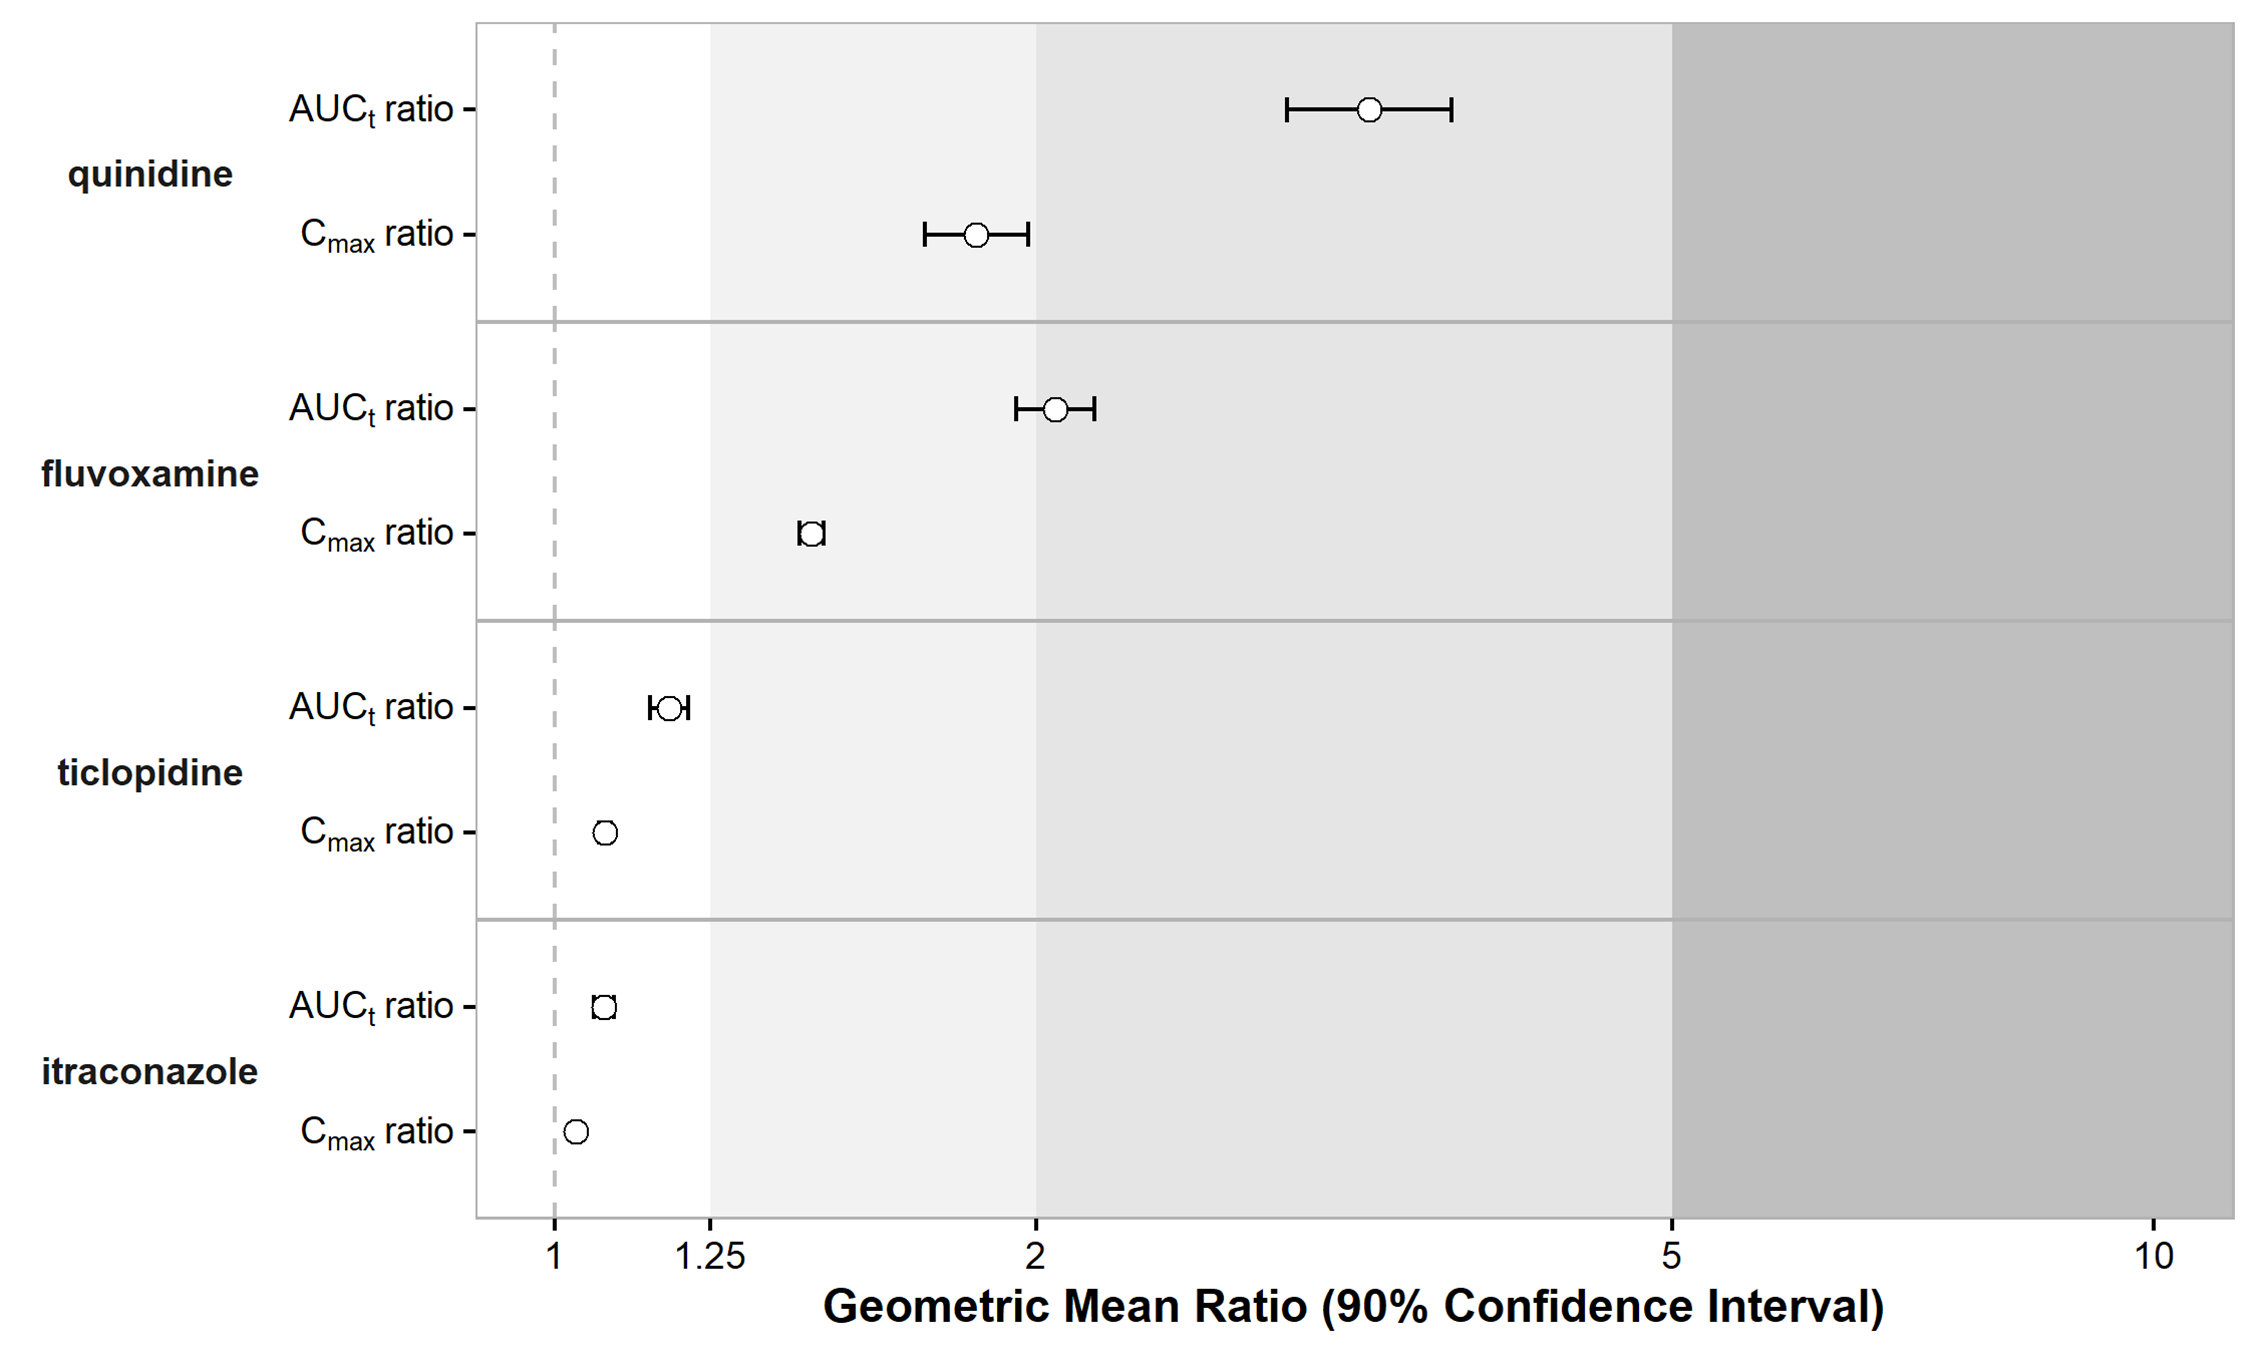 AUCt ratio
quinidine
Cmax ratio
AUCt ratio
fluvoxamine
Cmax ratio
AUCt ratio
ticlopidine
Cmax ratio
AUCt ratio
itraconazole
Cmax ratio
1 1.25 2 5 10
Geometric Mean Ratio (90% Confidence Interval)